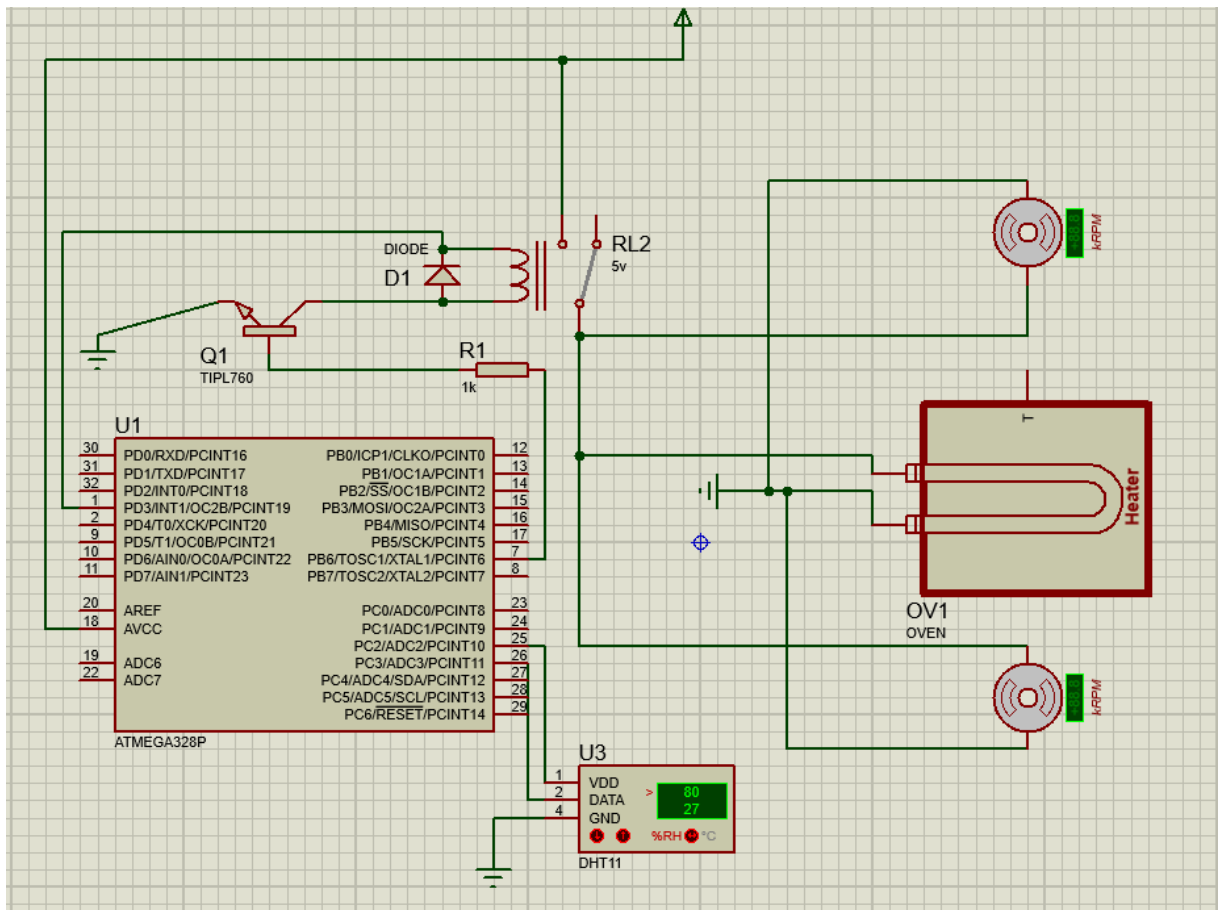 kRPM
RL2
5v
DIODE
D1
Q1
TIPL760
R1
1k
U1
30 PD0/RXD/PCINT16 PB0/ICP1/CLKO/PCINT0 12
31 PD1/TXD/PCINT17 PB1/OC1A/PCINT1 13
32 PD2/INT0/PCINT18 PB2/SS/OC1B/PCINT2 14
1 PD3/INT1/OC2B/PCINT19 PB3/MOSI/OC2A/PCINT3 15
2 PD4/T0/XCK/PCINT20 PB4/MISO/PCINT4 16
9 PD5/T1/OC0B/PCINT21 PB5/SCK/PCINT5 17
10 PD6/AIN0/OC0A/PCINT22 PB6/TOSC1/XTAL1/PCINT6 7
11 PD7/AIN1/PCINT23 PB7/TOSC2/XTAL2/PCINT7 8
20 AREF PC0/ADC0/PCINT8 23
18 AVCC PC1/ADC1/PCINT9 24
PC2/ADC2/PCINT10 25
19 ADC6 PC3/ADC3/PCINT11 26
22 ADC7 PC4/ADC4/SDA/PCINT12 27
PC5/ADC5/SCL/PCINT13 28
PC6/RESET/PCINT14 29
ATMEGA328P
T
Heater
OV1
OVEN
kRPM
U3
1 VDD
2 DATA
4 GND
> 80
27
%RH °C
DHT11